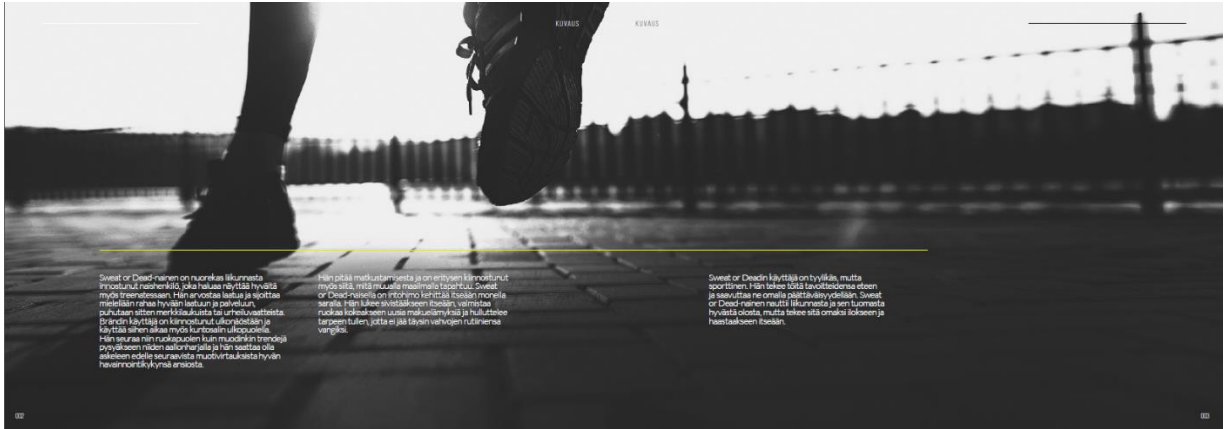 KUVAUS
KUVAUS
Sweat or Dead-nainen on nuorekas liikunnasta
innostunut naishenkilö, joka haluaa näyttää hyvältä
myös treenatessaan. Hän arvostaa laatua ja sijoittaa
mielellään rahaa hyvään laatuun ja palveluun,
puhutaan sitten merkkilaukuista tai urheiluvaatteista.
Brändin käyttäjä on kiinnostunut ulkonäöstään ja
käyttää siihen aikaa myös kuntosalin ulkopuolella.
Hän seuraa niin ruokapuolen kuin muodinkin trendejä
pysyäkseen niiden aallonharjalla ja hän saattaa olla
askeleen edelle seuraavista muotivirtauksista hyvän
havainnointikykynsä ansiosta.
Hän pitää matkustamisesta ja on erityisen kiinnostunut
myös siitä, mitä muualla maailmalla tapahtuu. Sweat
or Dead-naisella on intohimo kehittää itseään monella
saralla. Hän lukee sivistääkseen itseään, valmistaa
ruokaa kokeakseen uusia makuelämyksiä ja hulluttelee
tarpeen tullen, jotta ei jää täysin vahvojen rutiiniensa
vangiksi.
Sweat or Deadin käyttäjä on tyylikäs, mutta
sporttinen. Hän tekee töitä tavoitteidensa eteen
ja saavuttaa ne omalla päättäväisyydellään. Sweat
or Dead-nainen nauttii liikunnasta ja sen tuomasta
hyvästä olosta, mutta tekee sitä omaksi ilokseen ja
haastaakseen itseään.
002
003